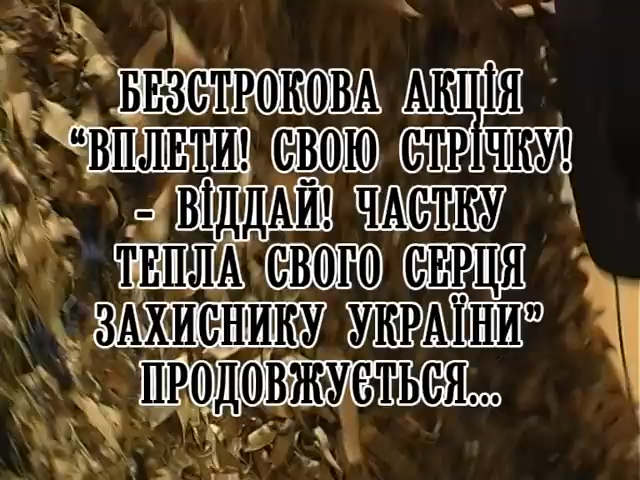 БЕЗСТРОКОВА АКЦІЯ
“ВПЛЕТИ! СВОЮ СТРІЧКУ!
- ВІДДАЙ! ЧАСТКУ
ТЕПЛА СВОГО СЕРЦЯ
ЗАХИСНИКУ УКРАЇНИ”
ПРОДОВЖУЄТЬСЯ...